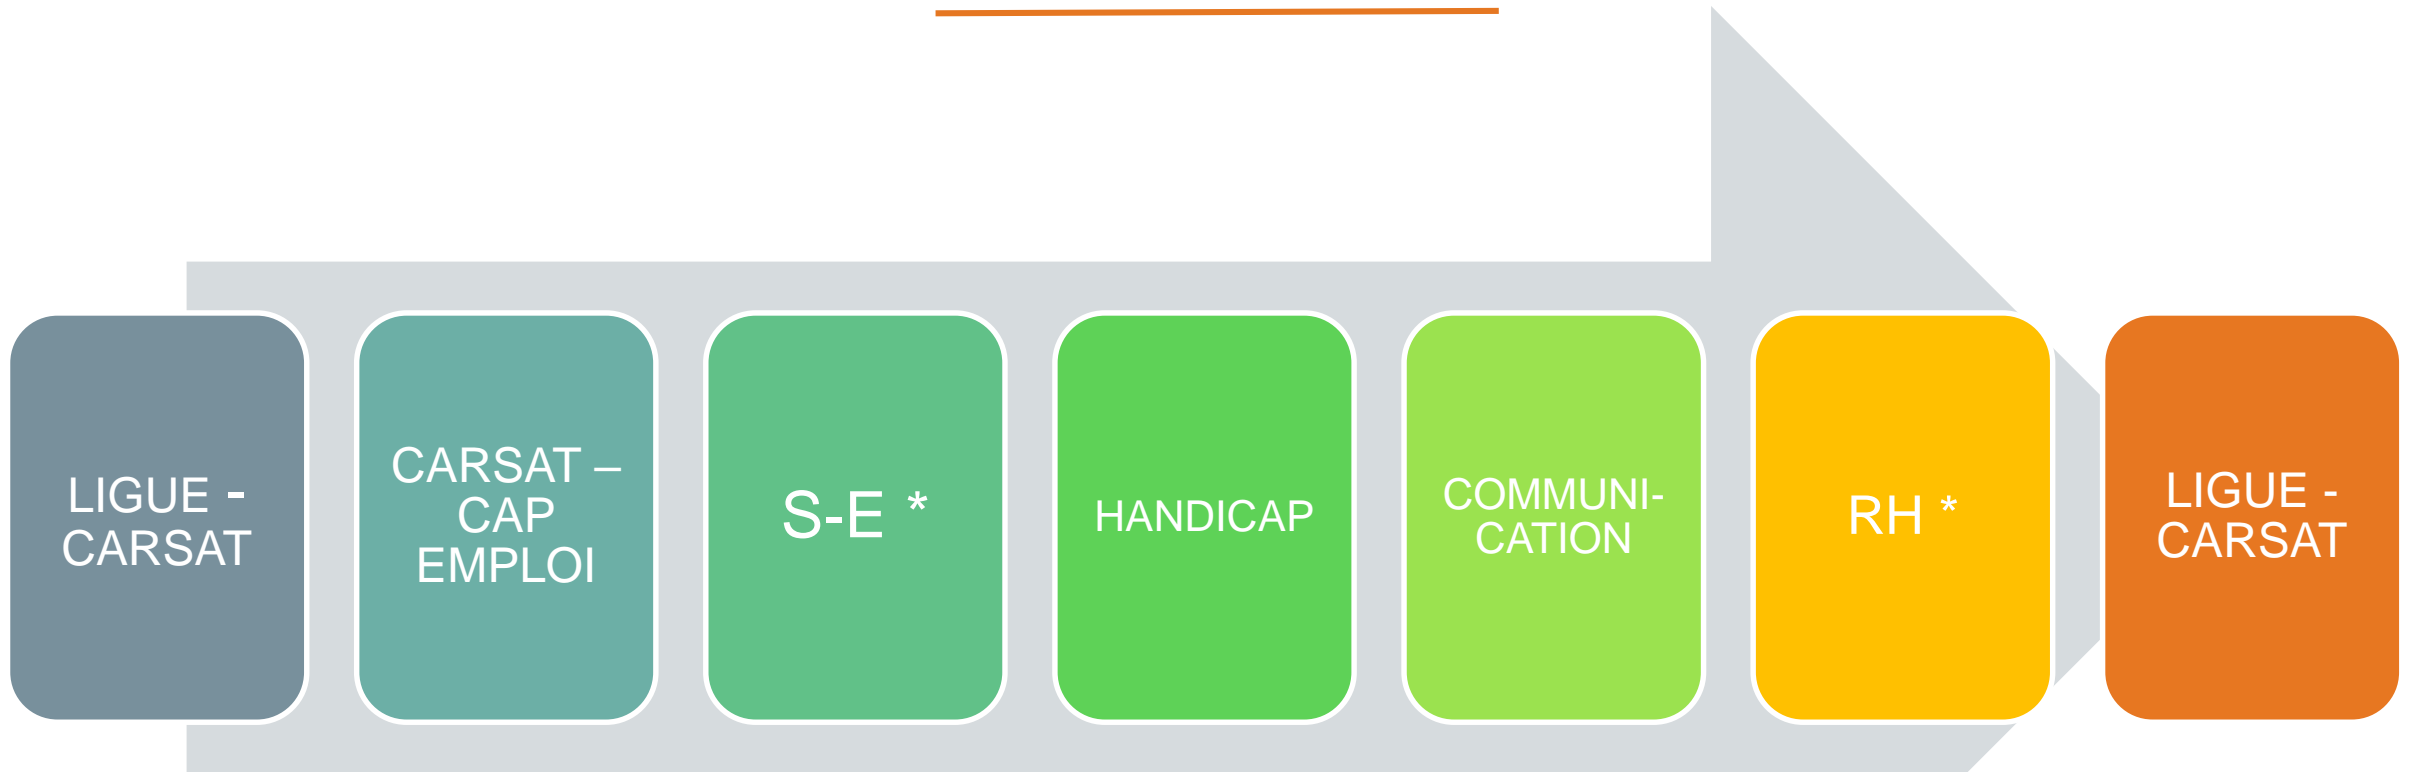 LIGUE -
CARSAT
CARSAT –
CAP
EMPLOI
S-E *
HANDICAP
COMMUNI-
CATION
RH *
LIGUE -
CARSAT